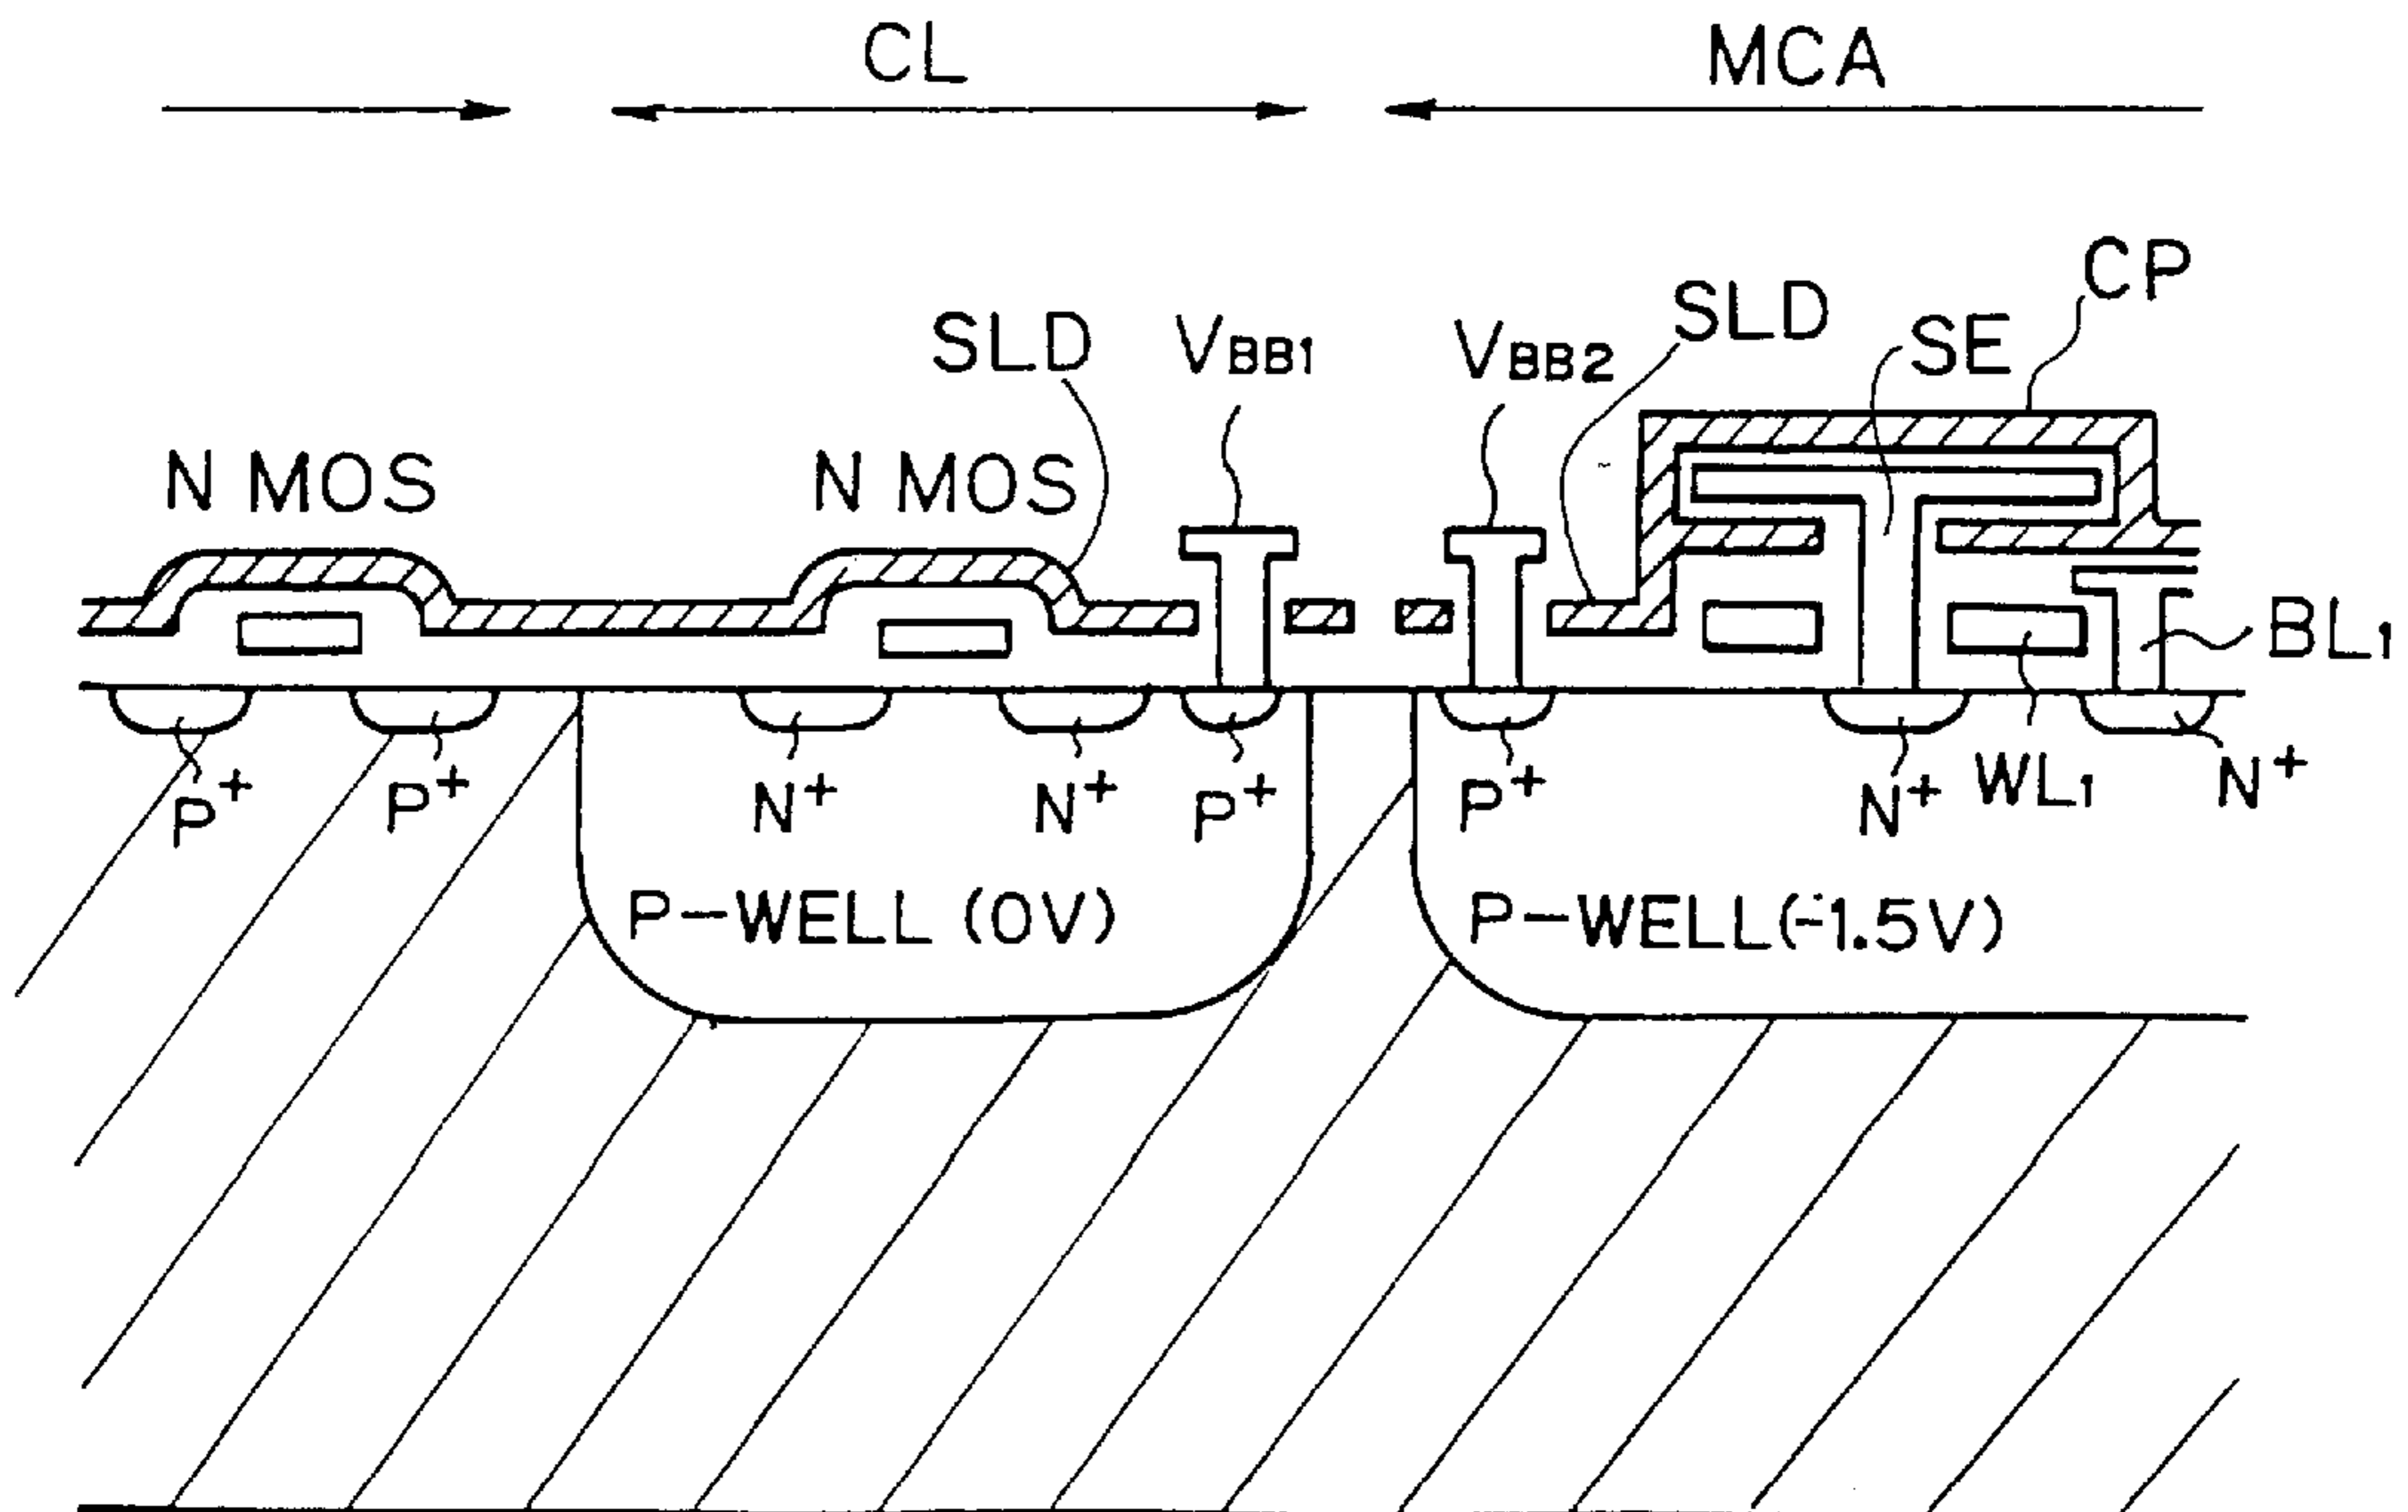 CL
MCA
CP
SLD
SE
SLD
VBB1
VBB2
N MOS
N MOS
BL1
P+
P+
N+
N+
P+
P+
N+
WL1
N+
P-WELL (0V)
P-WELL(-1.5V)